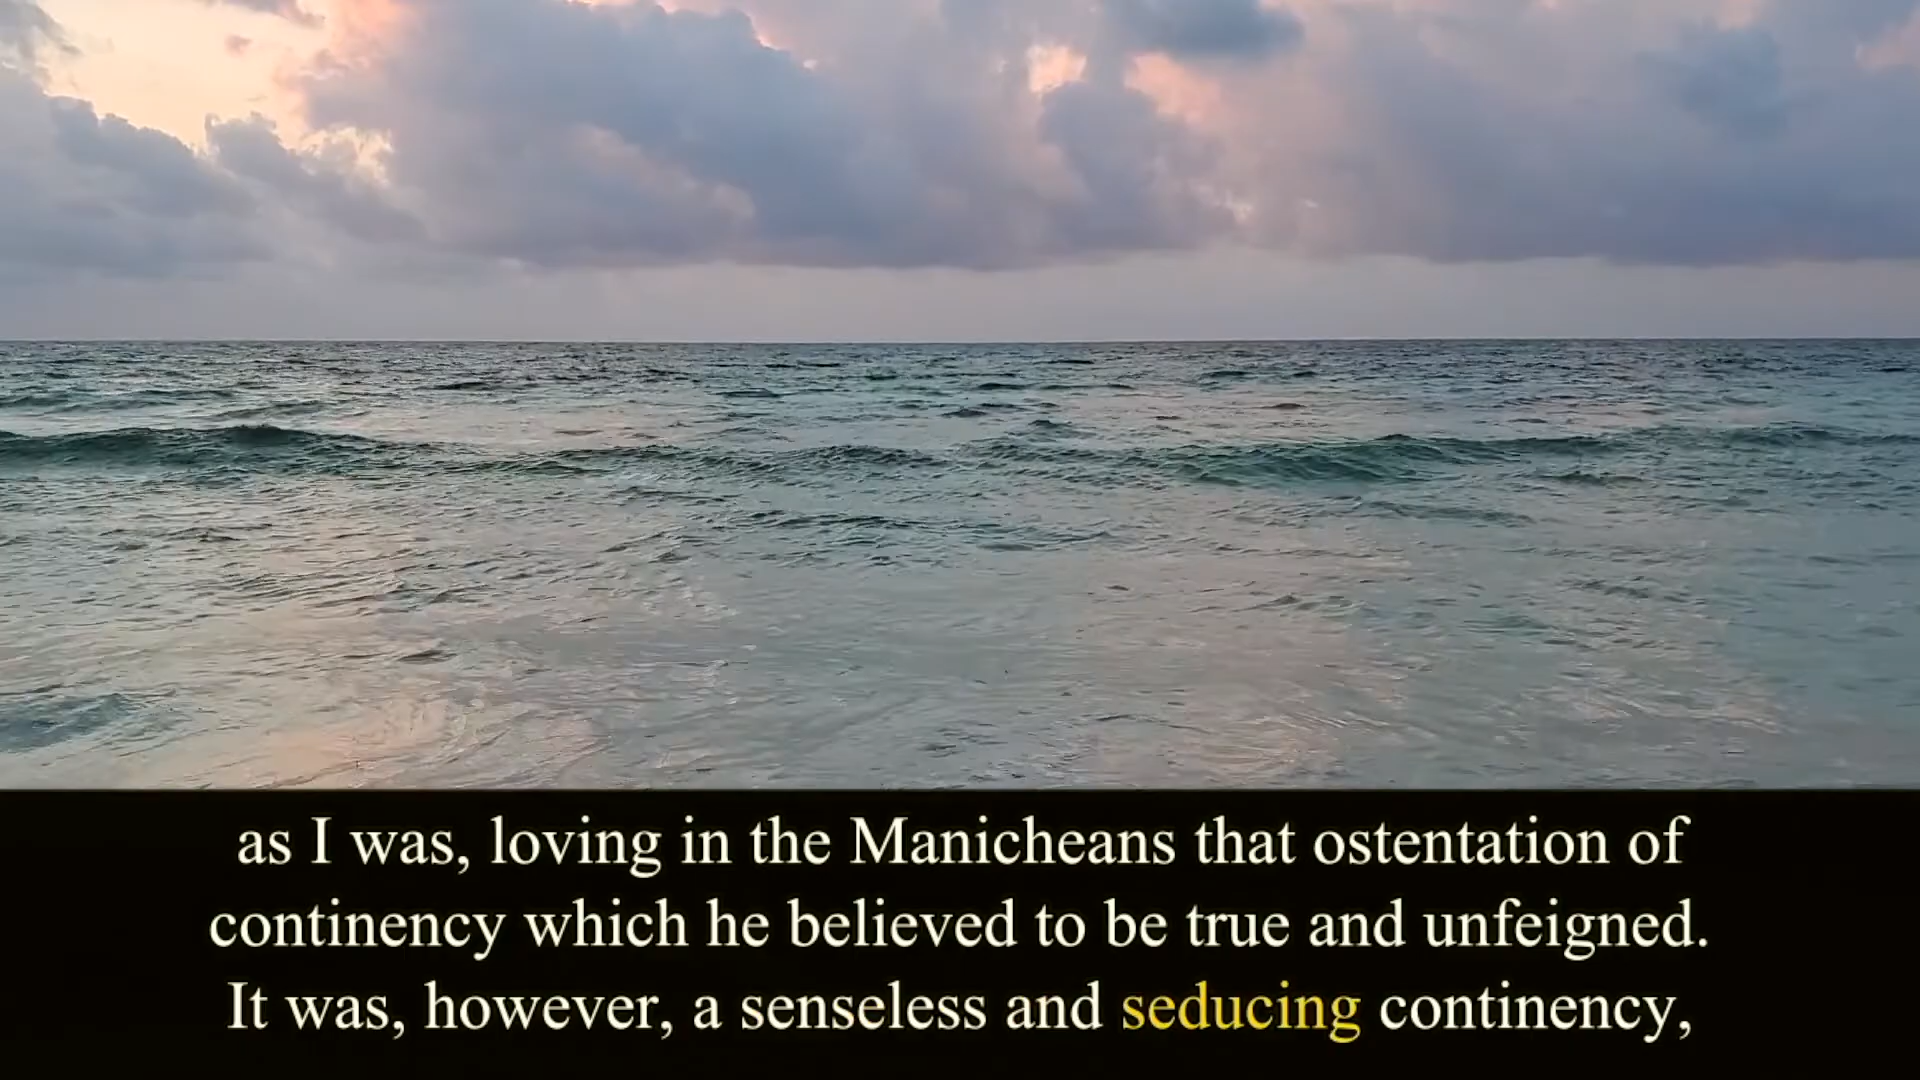 as I was, loving in the Manicheans that ostentation of
continency which he believed to be true and unfeigned.
It was, however, a senseless and seducing continency,